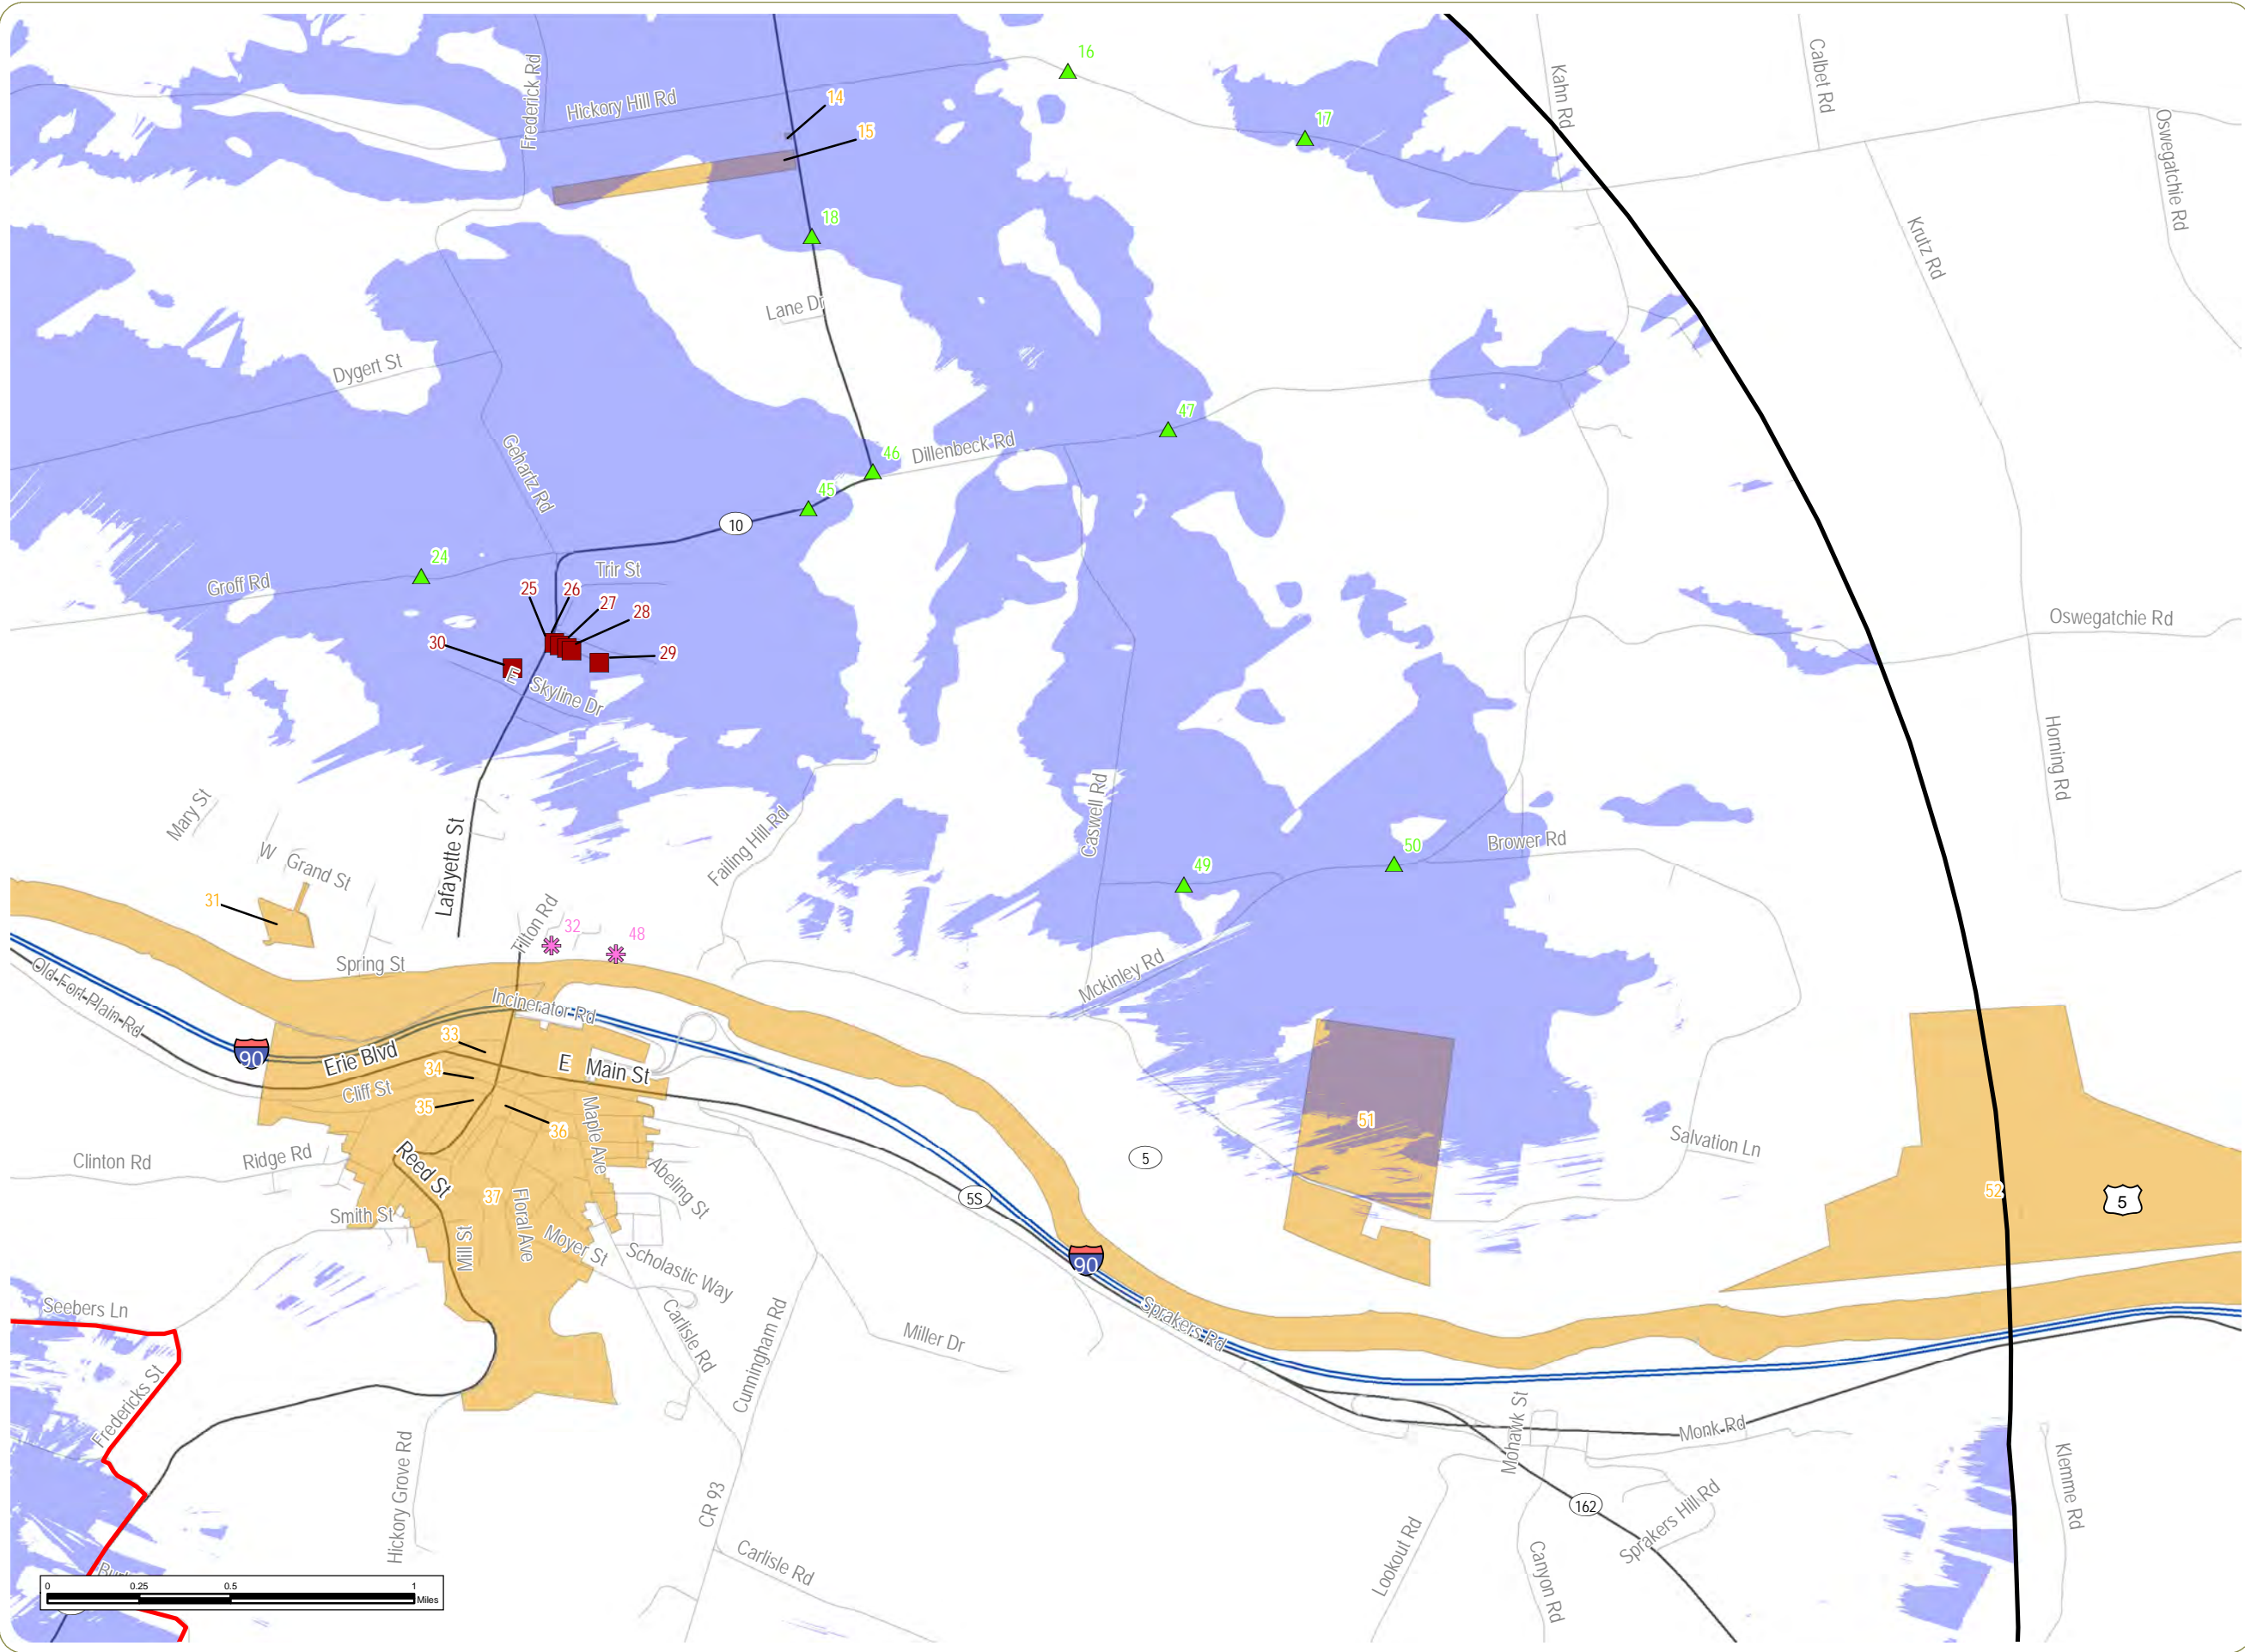 16
Frederick Rd
Hickory Hill Rd
14
15
17
Kahn Rd
Calbet Rd
Oswegatchie Rd
18
Krutz Rd
Lane Dr
Dygert St
47
46
Dillenbeck Rd
45
Gehartz Rd
10
24
Groff Rd
Trir St
25
26
27
28
29
30
E Skyline Dr
Oswegatchie Rd
Horning Rd
Mary St
W Grand St
Lafayette St
Failing Hill Rd
Caswell Rd
49
50
Brower Rd
31
Tilton Rd
32
48
Spring St
Mckinley Rd
Old Fort Plain Rd
Incinerator Rd
90
Erie Blvd
33
34
35
36
E Main St
Cliff St
Maple Ave
51
5
Salvation Ln
Clinton Rd
Ridge Rd
Reed St
37
Floral Ave
Abeling St
5S
52
5
Smith St
Mill St
Moyer St
Scholastic Way
90
Seebers Ln
Carlisle Rd
Cunningham Rd
Miller Dr
Sprakers Rd
Fredericks St
Hickory Grove Rd
CR 93
Mohawk St
Monk Rd
Klemme Rd
162
Sprakers Hill Rd
Lookout Rd
Canyon Rd
Carlisle Rd
0 0.25 0.5 1
Miles